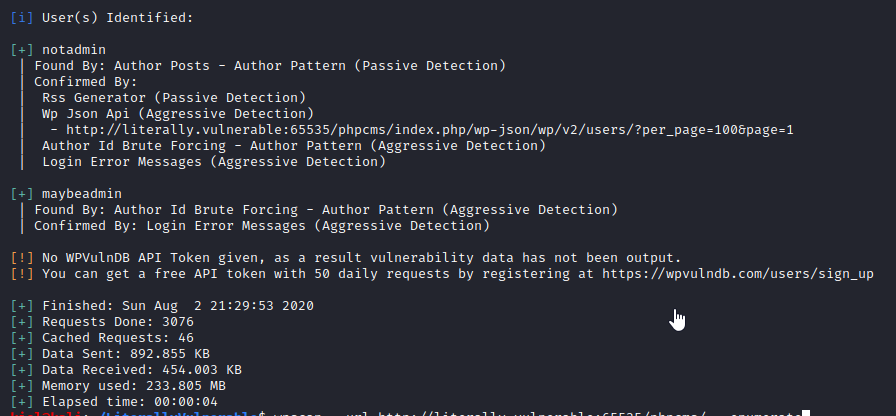 [i] User(s) Identified:
[+] notadmin
| Found By: Author Posts - Author Pattern (Passive Detection)
| Confirmed By:
|  Rss Generator (Passive Detection)
|  Wp Json Api (Aggressive Detection)
|   - http://literally.vulnerable:65535/phpcms/index.php/wp-json/wp/v2/users/?per_page=100&page=1
|  Author Id Brute Forcing - Author Pattern (Aggressive Detection)
|  Login Error Messages (Aggressive Detection)
[+] maybeadmin
| Found By: Author Id Brute Forcing - Author Pattern (Aggressive Detection)
| Confirmed By: Login Error Messages (Aggressive Detection)
[!] No WPVulnDB API Token given, as a result vulnerability data has not been output.
[!] You can get a free API token with 50 daily requests by registering at https://wpvulndb.com/users/sign_up
[+] Finished: Sun Aug  2 21:29:53 2020
[+] Requests Done: 3076
[+] Cached Requests: 46
[+] Data Sent: 892.855 KB
[+] Data Received: 454.003 KB
[+] Memory used: 233.805 MB
[+] Elapsed time: 00:00:04